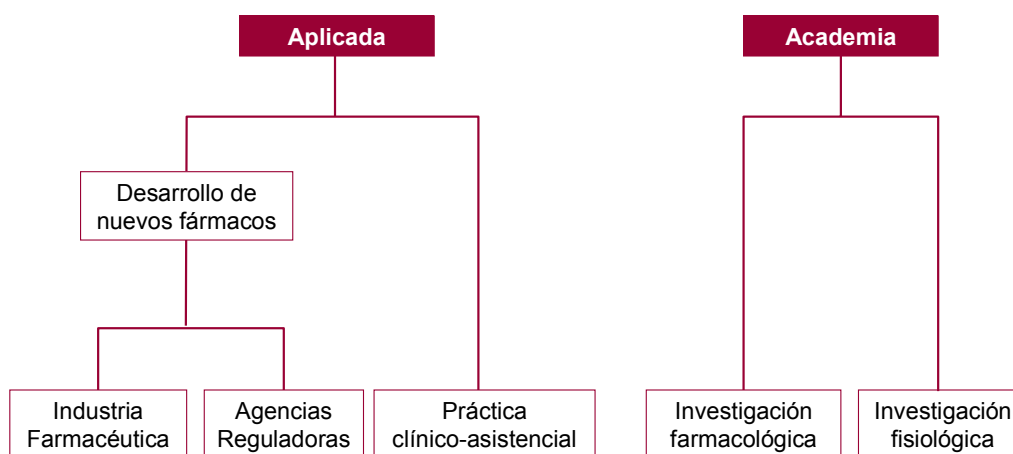 Aplicada
Academia
Desarrollo de
nuevos fármacos
Industria
Farmacéutica
Agencias
Reguladoras
Práctica
clínico-asistencial
Investigación
farmacológica
Investigación
fisiológica